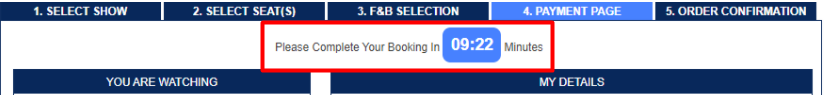 1. SELECT SHOW 2. SELECT SEAT(S) 3. F&B SELECTION 4. PAYMENT PAGE 5. ORDER CONFIRMATION
Please Complete Your Booking In 09:22 Minutes
YOU ARE WATCHING MY DETAILS